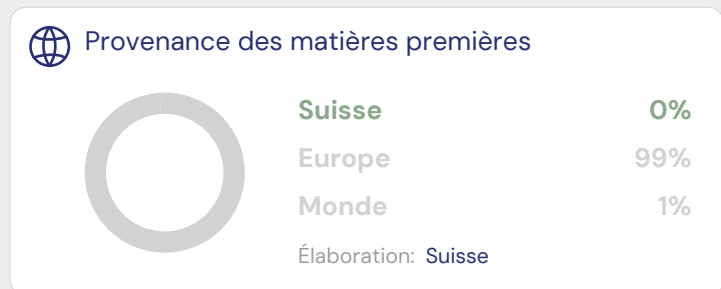 Provenance des matières premières
Suisse 0%
Europe 99%
Monde 1%
Élaboration: Suisse